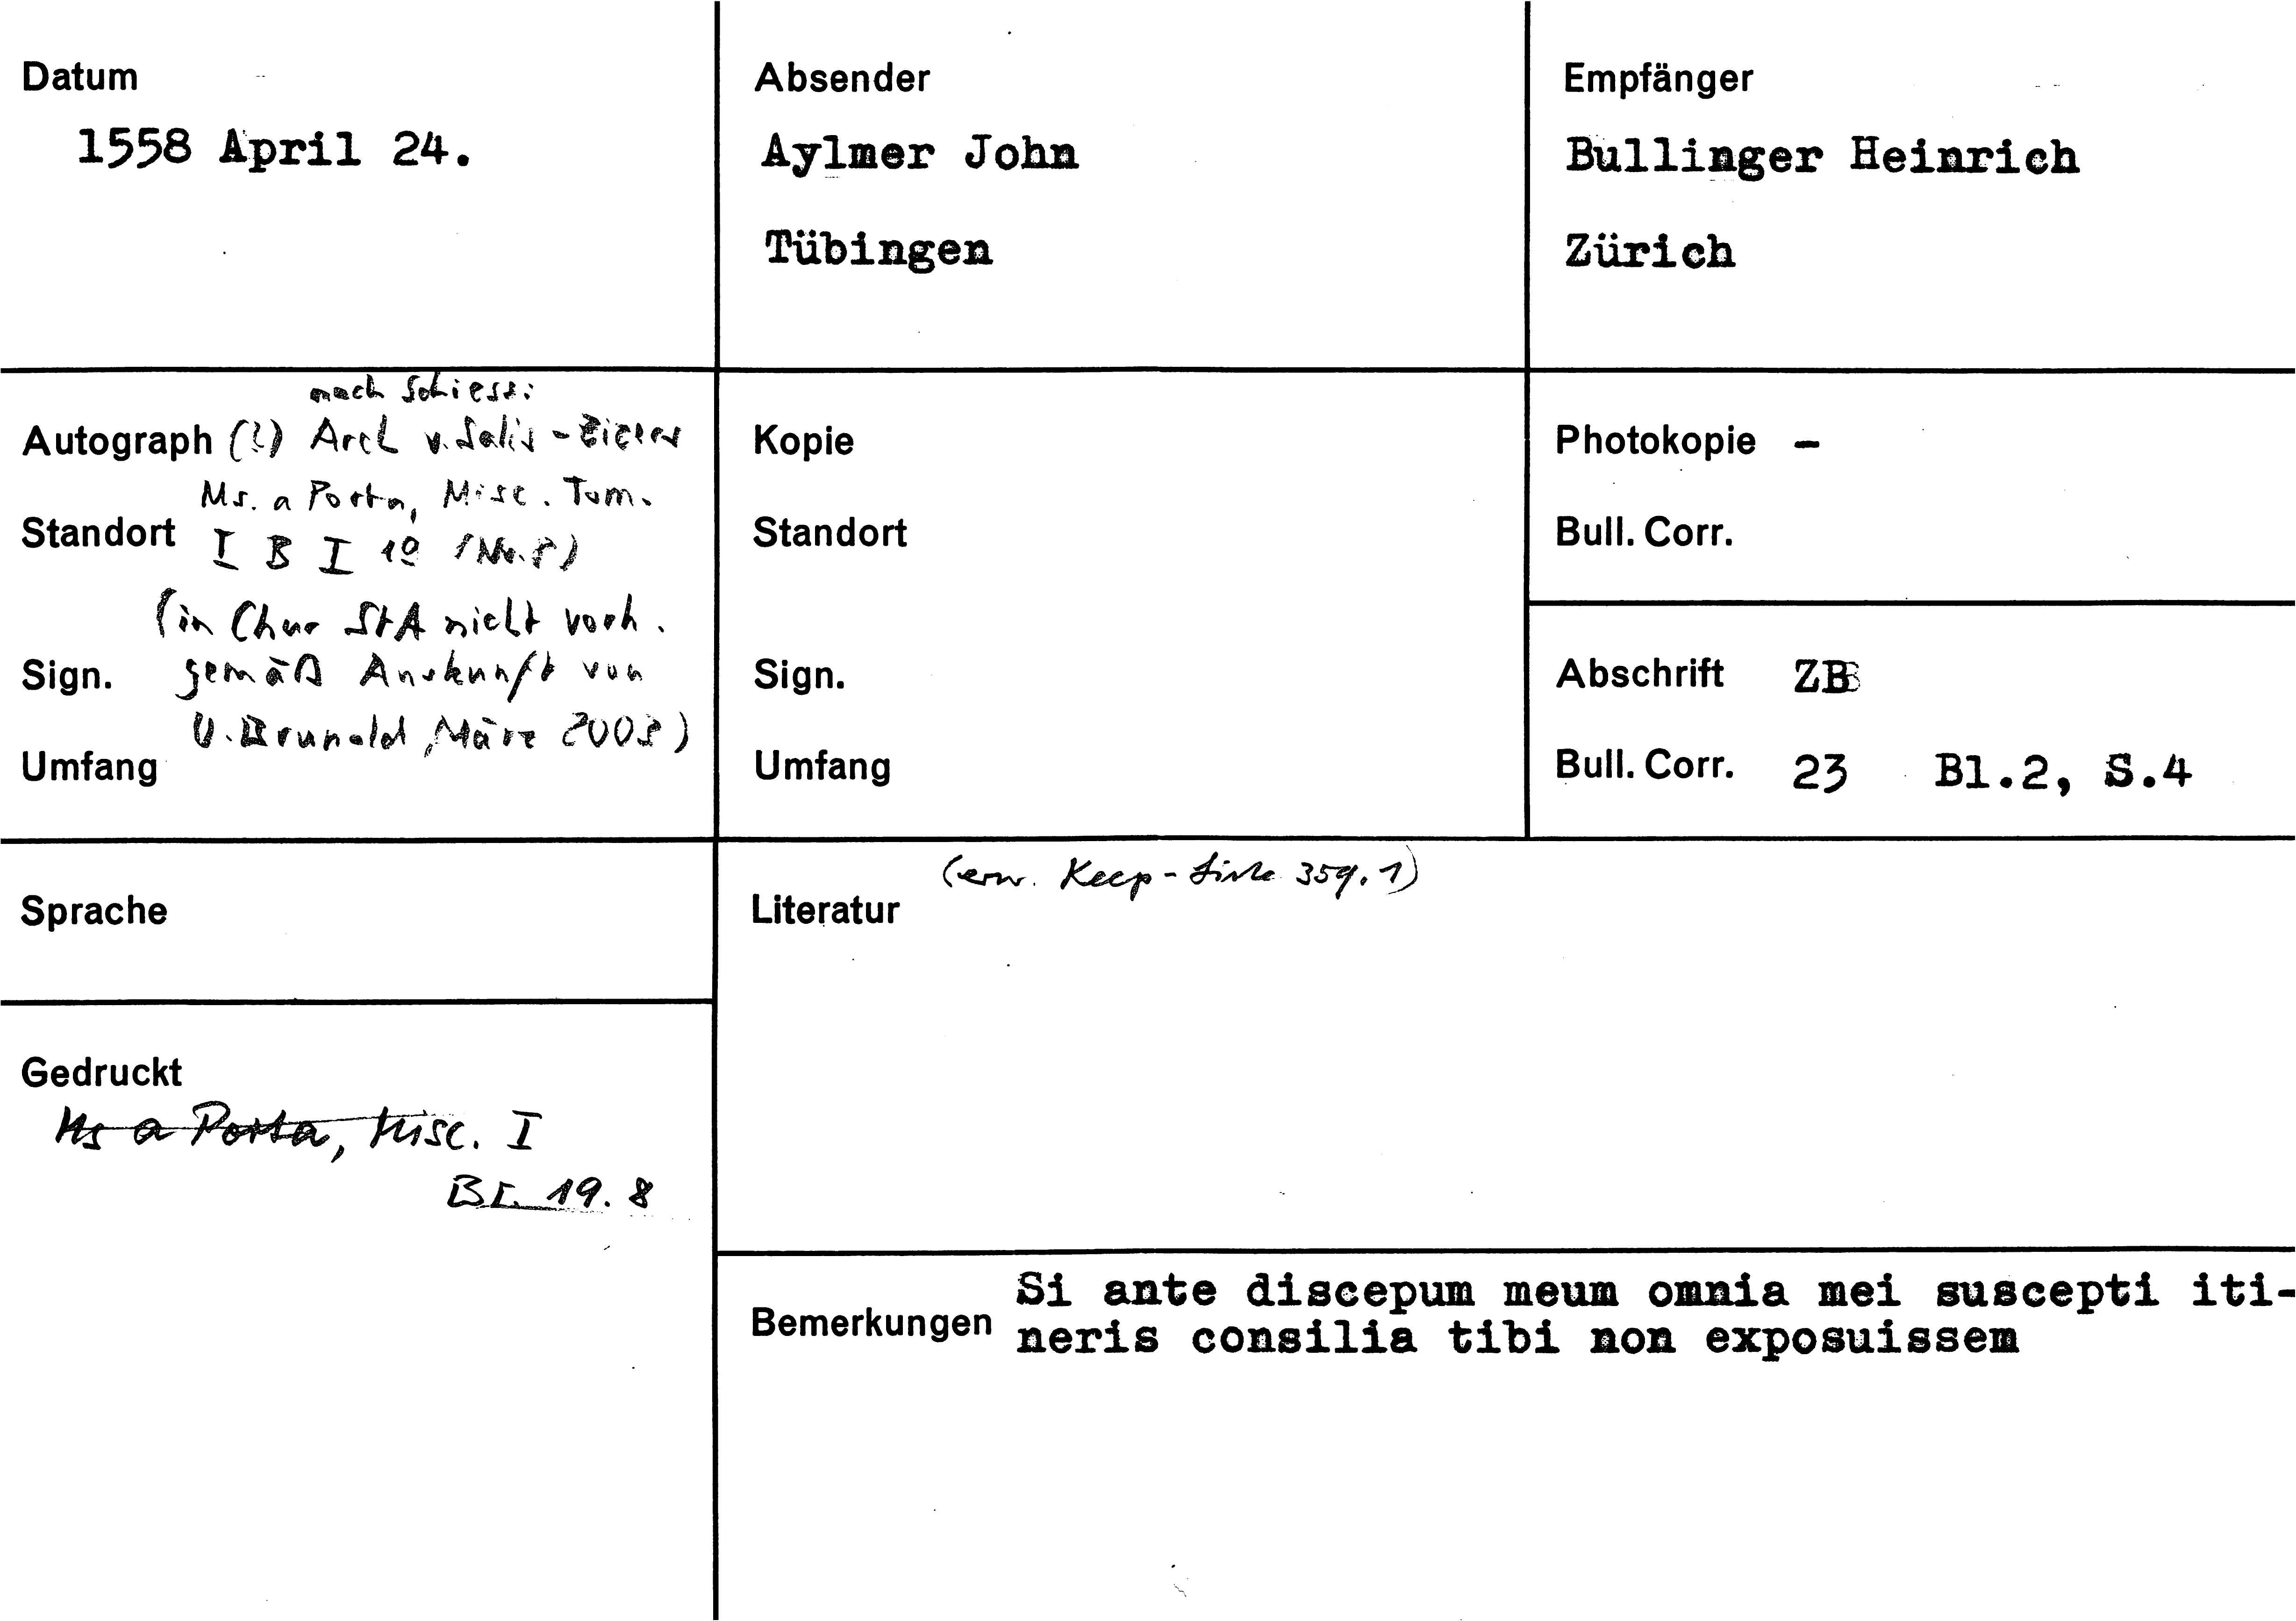 Datum
1558 April 24.
Absender
Aylmer John
Tübingen
Empfänger
Bullinger Heinrich
Zürich
nach Schiess:
Autograph (?) Arch v. Salis-Zizers
Ms. a Porta, Misc. Tom.
Standort I B I 19 (Nr. 8)
(in Chur StA nicht vorh.
Sign. gemäß Auskunft von
U. Brunold, März 2003)
Umfang
Kopie
Standort
Sign.
Umfang
Photokopie –
Bull. Corr.
Abschrift ZB
Bull. Corr. 23 Bl.2, S.4
Sprache
Gedruckt
Ms a Porta, Misc. I
BI. 19. 8
(erw. Keep-Liste 359.1)
Literatur
Si ante discepum meum omnia mei suscepti iti-
Bemerkungen neris consilia tibi non exposuissem